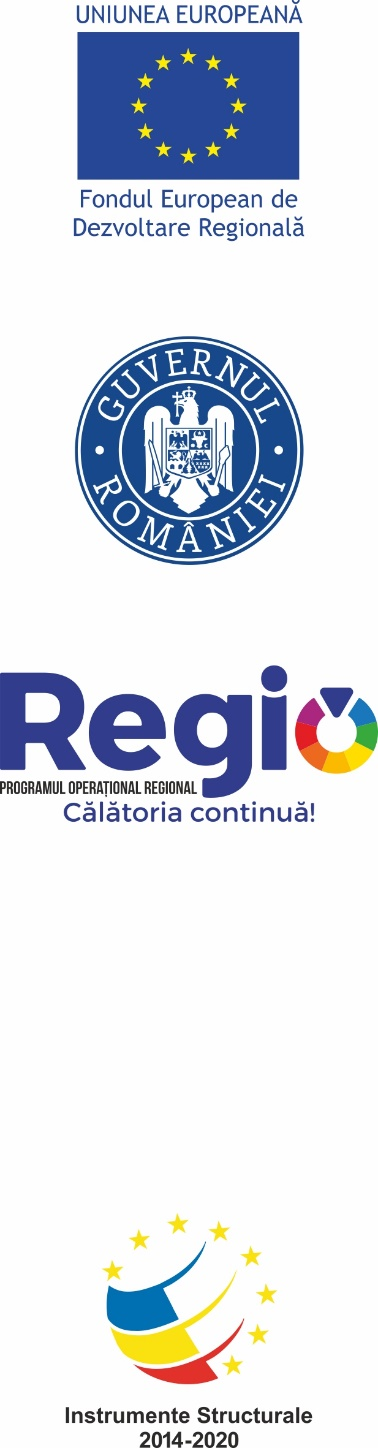 UNIUNEA EUROPEANĂ
Fondul European de
Dezvoltare Regională
GUVERNUL
ROMÂNIEI
Regio
PROGRAMUL OPERAȚIONAL REGIONAL
Călătoria continuă!
Instrumente Structurale
2014-2020